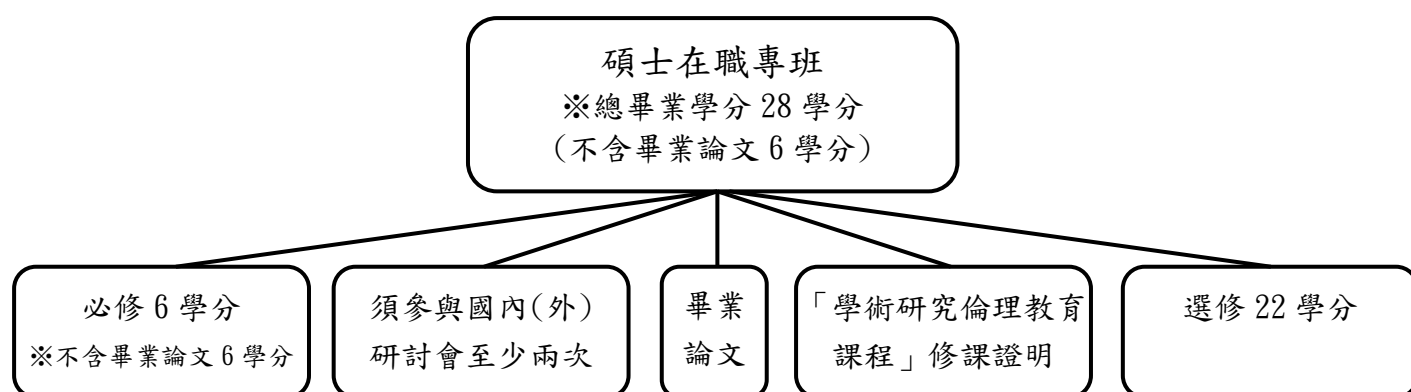 碩士在職專班
※總畢業學分 28 學分
(不含畢業論文 6 學分)
必修 6 學分
※不含畢業論文 6 學分
須參與國內(外)
研討會至少兩次
畢業
論文
「學術研究倫理教育
課程」修課證明
選修 22 學分